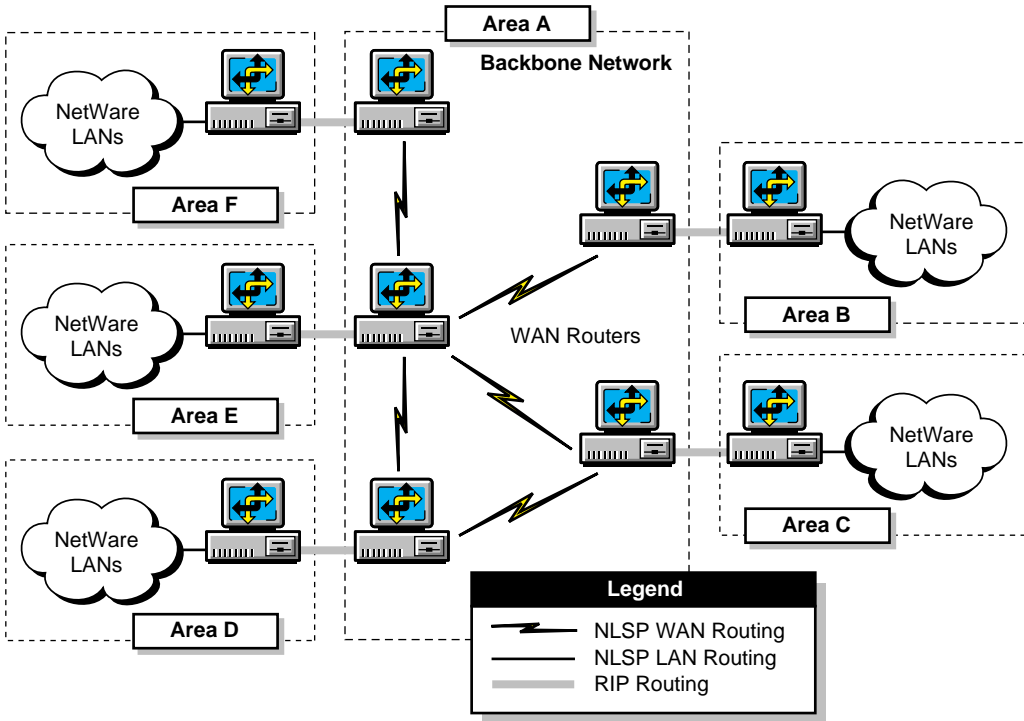 Area A
Backbone Network
NetWare
LANs
Area F
NetWare
LANs
Area B
NetWare
LANs
Area E
WAN Routers
NetWare
LANs
Area C
NetWare
LANs
Area D
Legend
NLSP WAN Routing
NLSP LAN Routing
RIP Routing